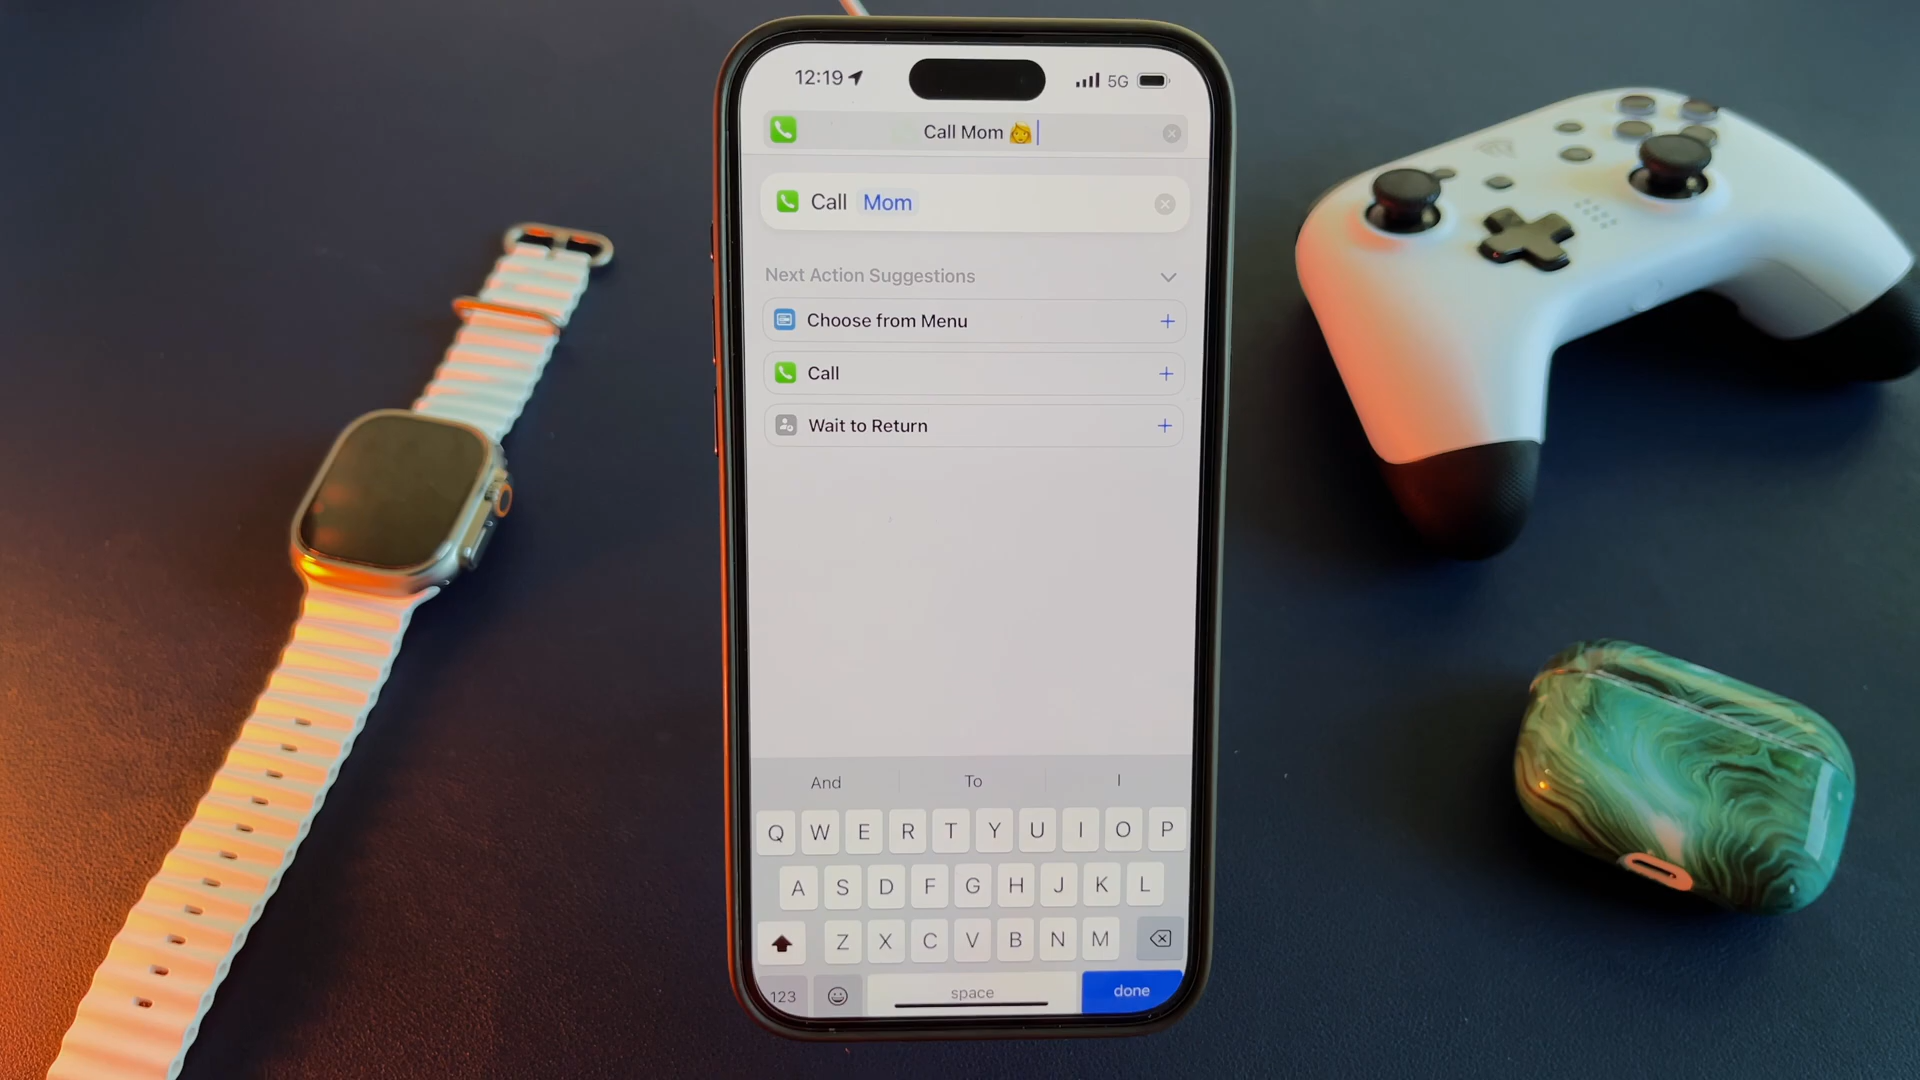 12:19 5G
Call Mom 👩
Call Mom
Next Action Suggestions
Choose from Menu
Call
Wait to Return
And To I
Q W E R T Y U I O P
A S D F G H J K L
Z X C V B N M
123 space done